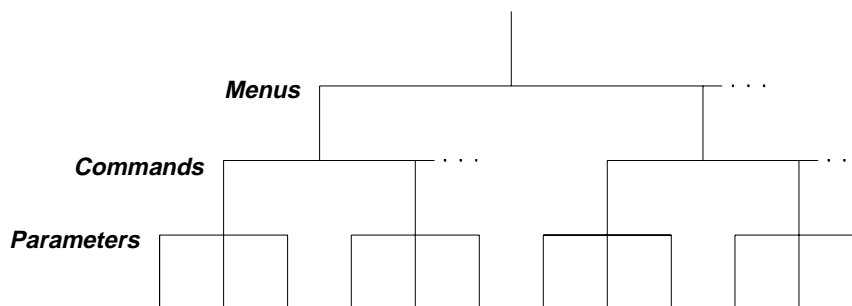 Menus . . .
Commands . . . . . .
Parameters